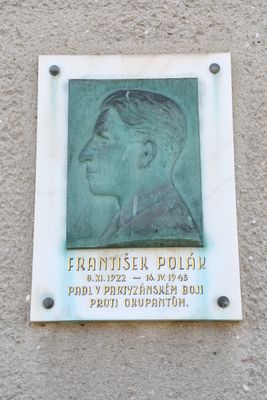 FRANTIŠEK POLÁK
8. XI. 1922 — 16. IV. 1945
PADL V PARTYZÁNSKÉM BOJI
PROTI OKUPANTŮM.